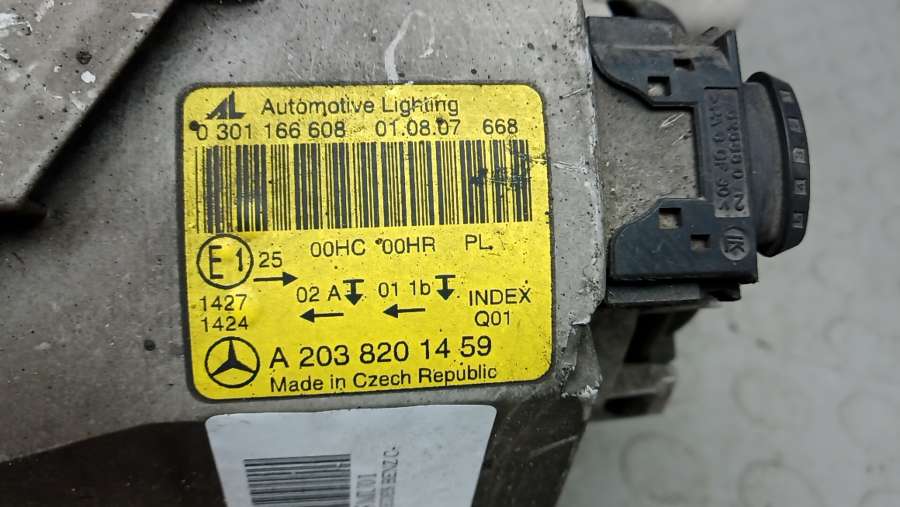 AL Automotive Lighting
0 301 166 608 01.08.07 668
E1 25 00HC 00HR PL
1427 02 A 01 1b INDEX
1424 Q01
A 203 820 14 59
Made in Czech Republic